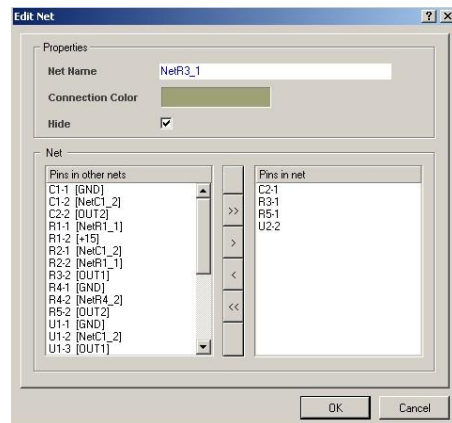 Edit Net
? X
Properties
Net Name NetR3_1
Connection Color
Hide
Net
Pins in other nets
C1-1 [GND]
C1-2 [NetC1_2]
C2-2 [OUT2]
R1-1 [NetR1_1]
R1-2 [+15]
R2-1 [NetC1_2]
R2-2 [NetR1_1]
R3-2 [OUT1]
R4-1 [GND]
R4-2 [NetR4_2]
R5-2 [OUT2]
U1-1 [GND]
U1-2 [NetC1_2]
U1-3 [OUT1]
>>
>
<
<<
Pins in net
C2-1
R3-1
R5-1
U2-2
OK Cancel